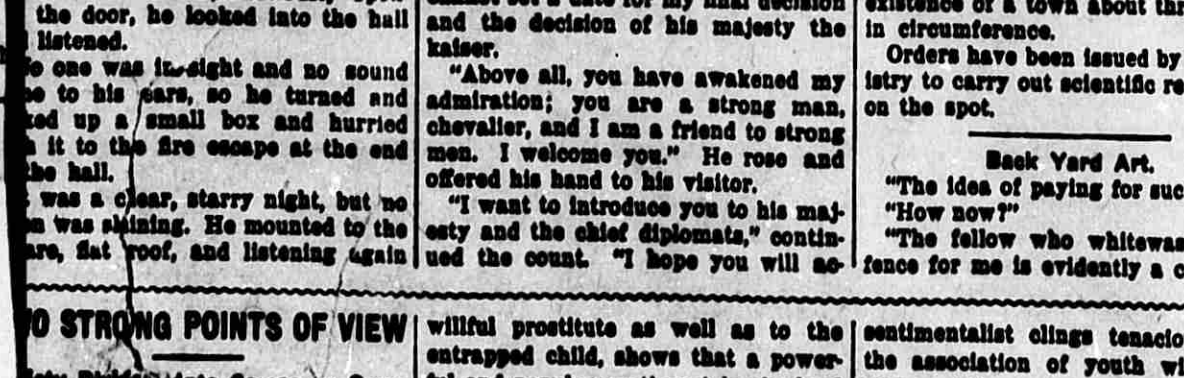 the door, he looked into the hall
listened.
one was in sight and no sound
to his ears, so he turned and
up a small box and hurried
it to the fire escape at the end
the hall.
was a clear, starry night, but no
was shining. He mounted to the
flat roof, and listening again
and the decision of his majesty the
kaiser.
"Above all, you have awakened my
admiration; you are a strong man,
chevalier, and I am a friend to strong
men. I welcome you." He rose and
offered his hand to his visitor.
"I want to introduce you to his maj-
esty and the chief diplomats," contin-
ued the count. "I hope you will ac-
existence of a town about
in circumference.
Orders have been issued by
istry to carry out scientific
on the spot.
Back Yard Art.
"The idea of paying for
"How now?"
"The fellow who
fence for me is evidently a
STRONG POINTS OF VIEW
willful prostitute as well as to the
entrapped child, shows that a power-
sentimentalist clings
the association of youth